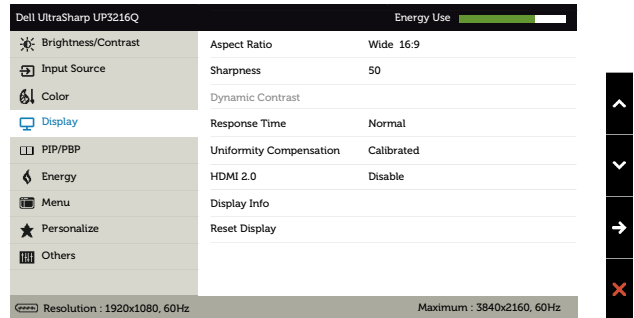 Dell UltraSharp UP3216Q Energy Use
Brightness/Contrast
Input Source
Color
Display
PIP/PBP
Energy
Menu
Personalize
Others
Aspect Ratio Wide 16:9
Sharpness 50
Dynamic Contrast
Response Time Normal
Uniformity Compensation Calibrated
HDMI 2.0 Disable
Display Info
Reset Display
Resolution : 1920x1080, 60Hz Maximum : 3840x2160, 60Hz